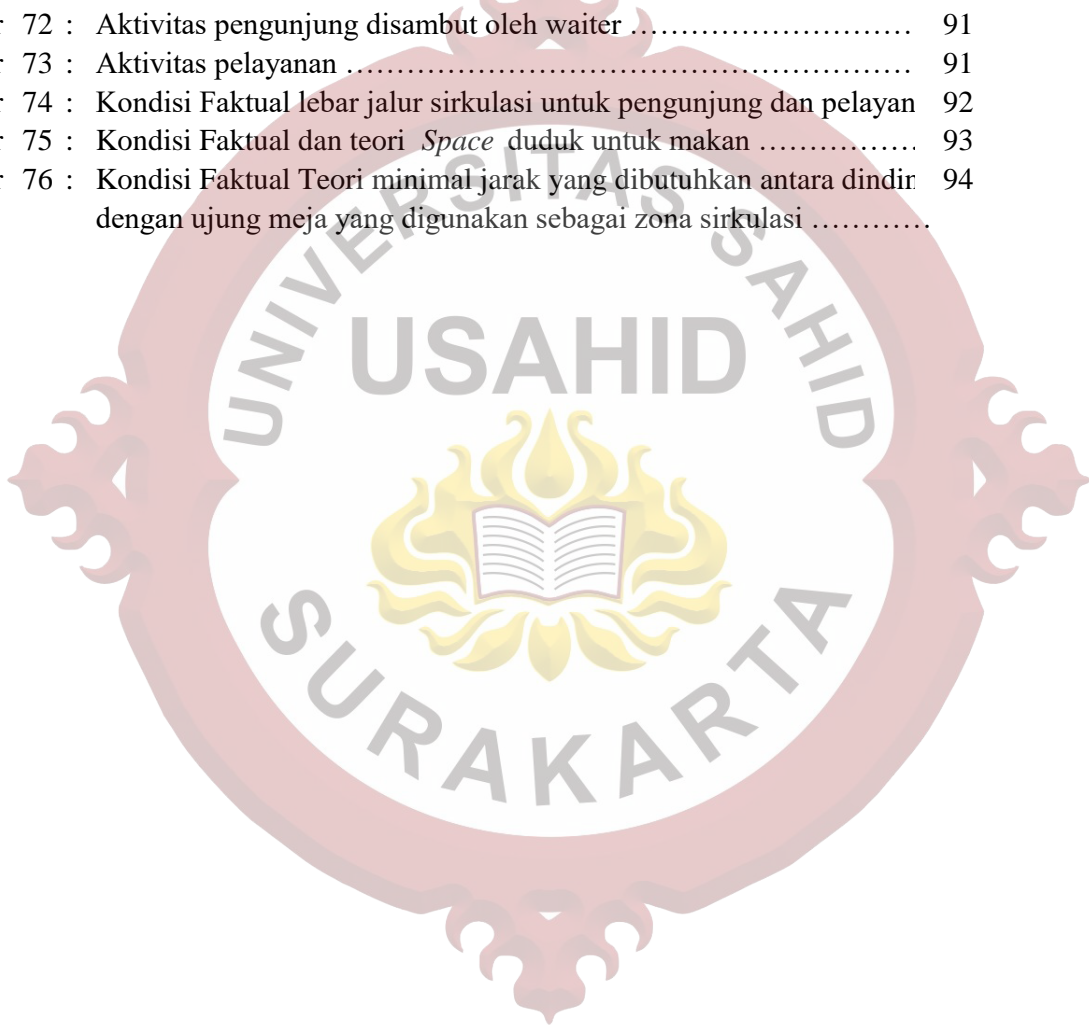 r 72 : Aktivitas pengunjung disambut oleh waiter ………………………. 91
r 73 : Aktivitas pelayanan ……………………………………………….. 91
r 74 : Kondisi Faktual lebar jalur sirkulasi untuk pengunjung dan pelayan 92
r 75 : Kondisi Faktual dan teori Space duduk untuk makan ……………. 93
r 76 : Kondisi Faktual Teori minimal jarak yang dibutuhkan antara dindin 94
dengan ujung meja yang digunakan sebagai zona sirkulasi …………
UNIVERSITAS SAHID
USAHID
SURAKARTA